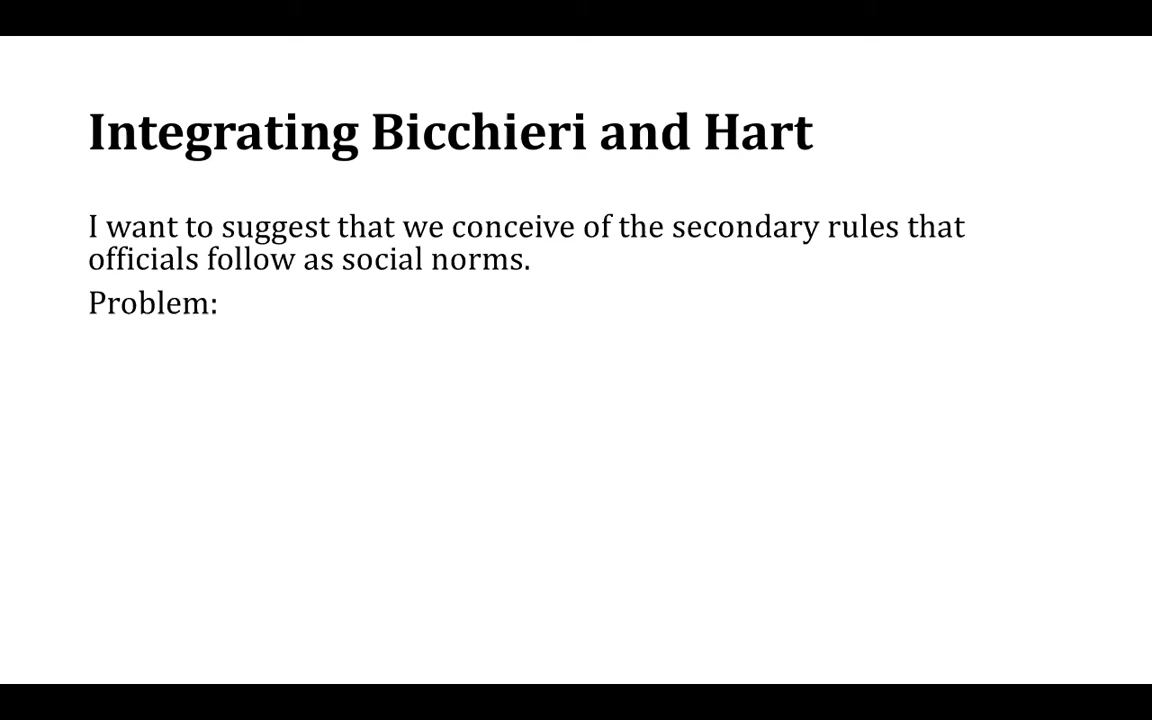 Integrating Bicchieri and Hart
I want to suggest that we conceive of the secondary rules that
officials follow as social norms.
Problem: